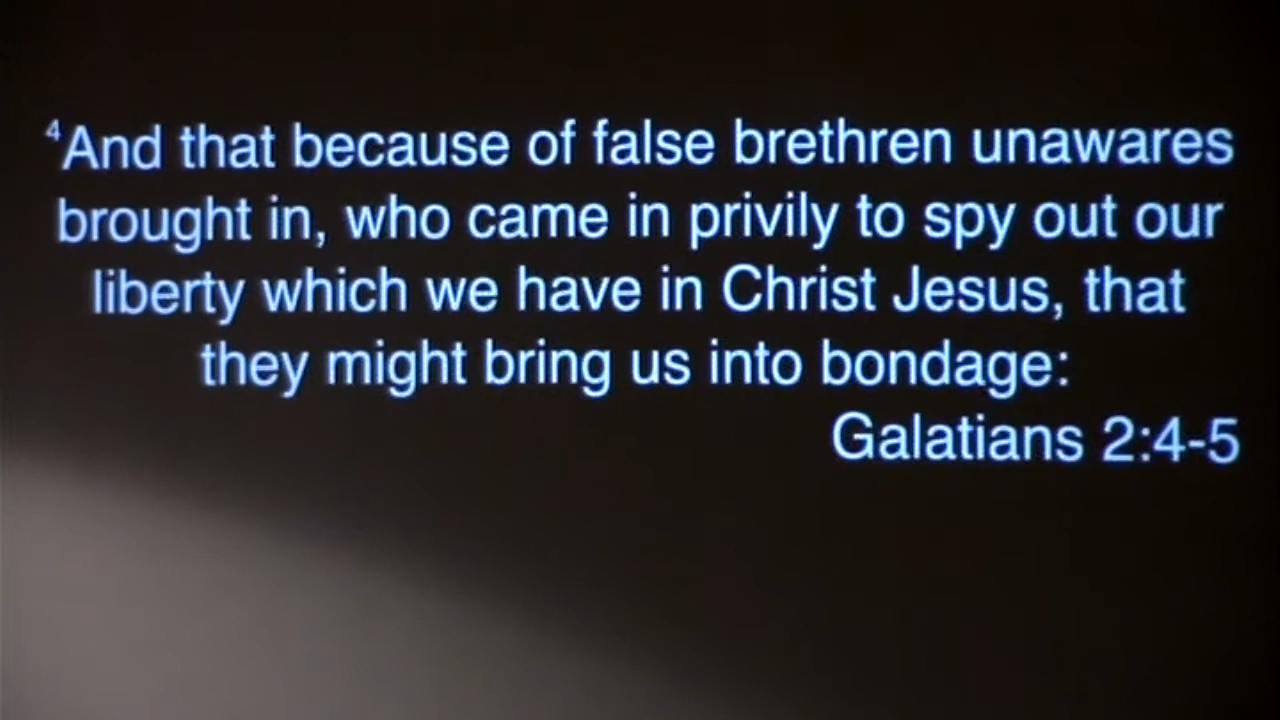 ⁴And that because of false brethren unawares
brought in, who came in privily to spy out our
liberty which we have in Christ Jesus, that
they might bring us into bondage:
Galatians 2:4-5